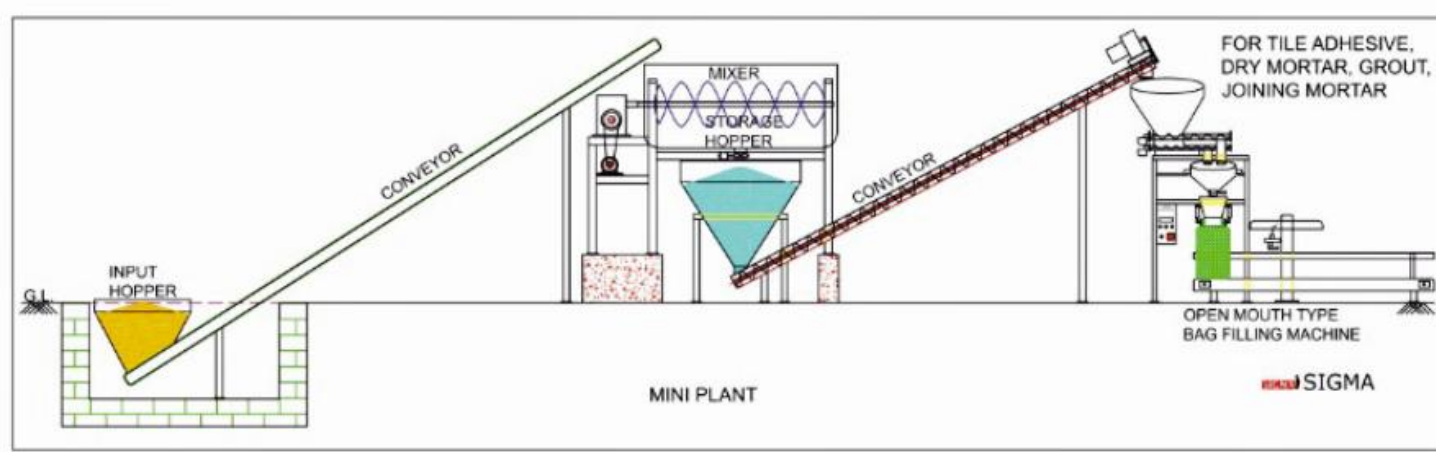 FOR TILE ADHESIVE,
DRY MORTAR, GROUT,
JOINING MORTAR
MIXER
STORAGE
HOPPER
CONVEYOR
CONVEYOR
INPUT
HOPPER
G.L.
OPEN MOUTH TYPE
BAG FILLING MACHINE
MINI PLANT
SIGMA